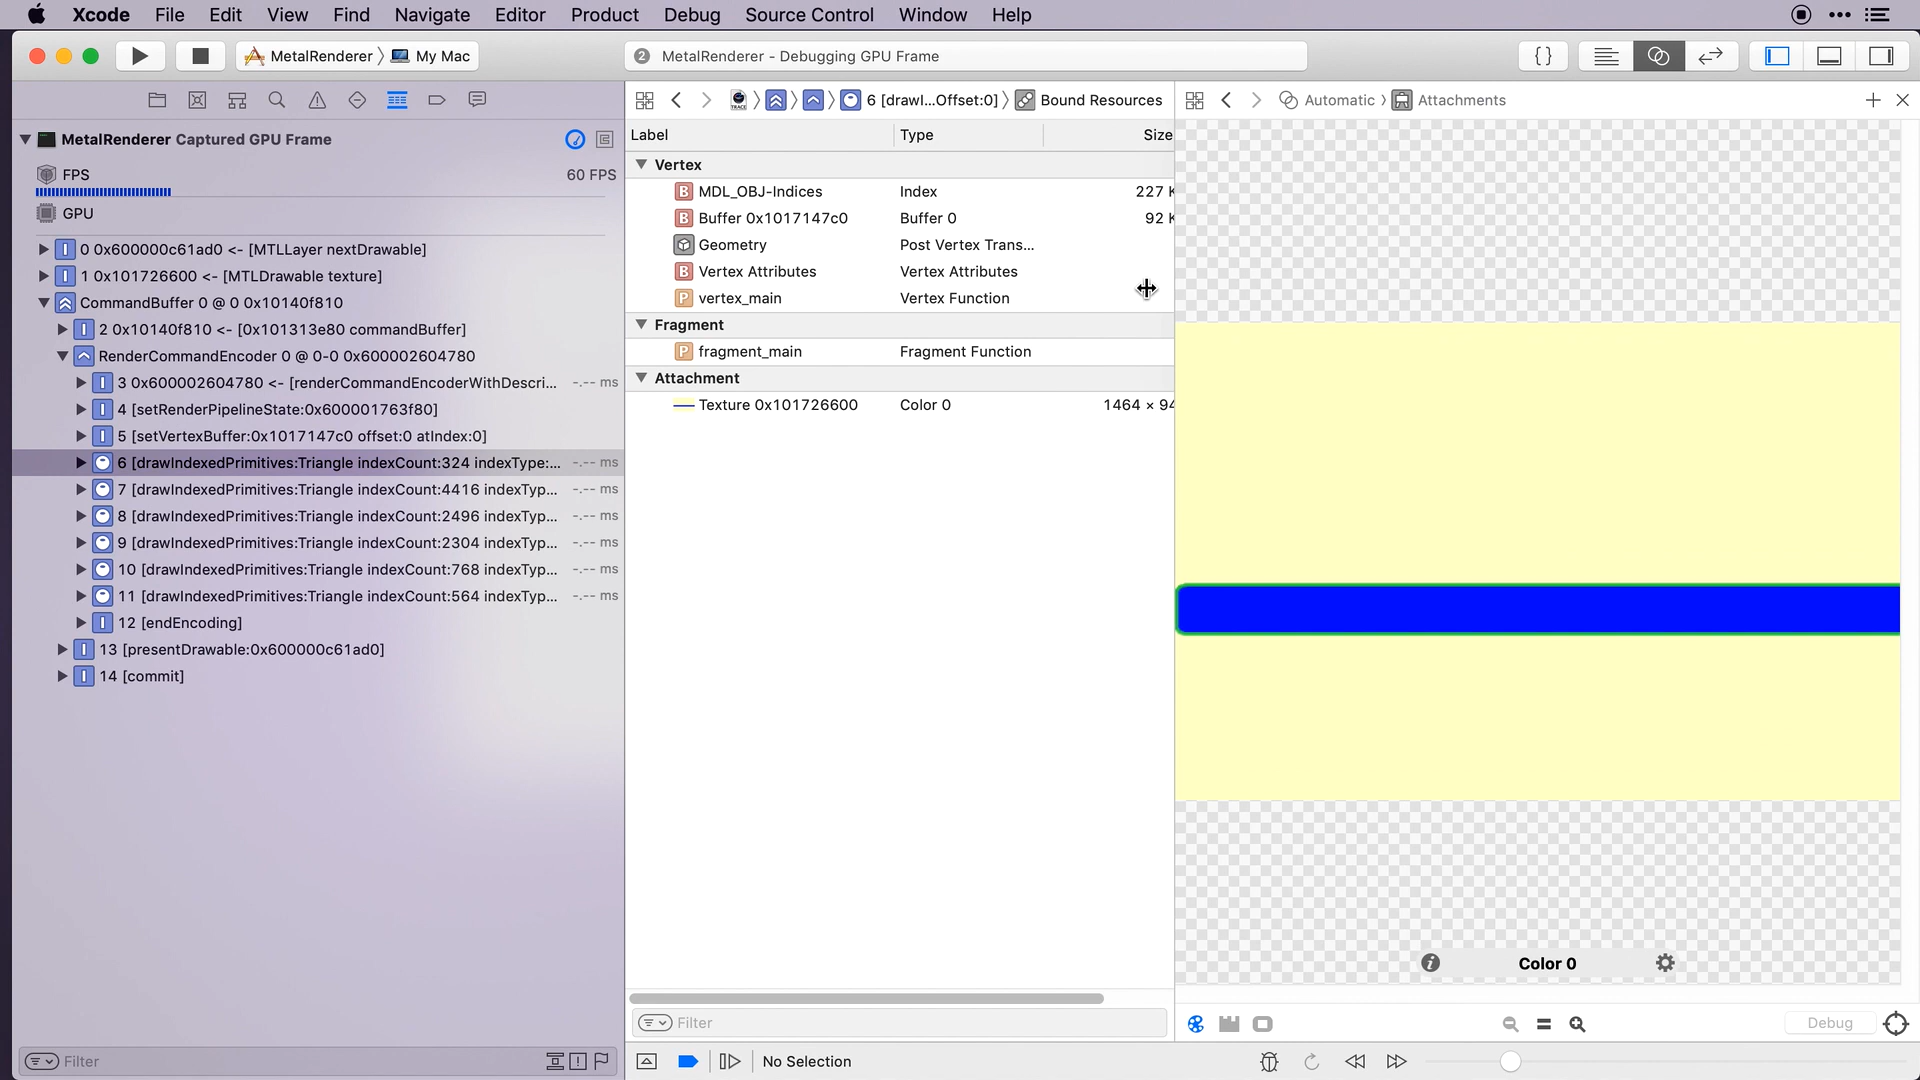 Xcode File Edit View Find Navigate Editor Product Debug Source Control Window Help
MetalRenderer My Mac
2 MetalRenderer - Debugging GPU Frame
6 [drawI...Offset:0] Bound Resources
Automatic Attachments
MetalRenderer Captured GPU Frame
FPS 60 FPS
GPU
0 0x600000c61ad0 <- [MTLLayer nextDrawable]
1 0x101726600 <- [MTLDrawable texture]
CommandBuffer 0 @ 0 0x10140f810
2 0x10140f810 <- [0x101313e80 commandBuffer]
RenderCommandEncoder 0 @ 0-0 0x600002604780
3 0x600002604780 <- [renderCommandEncoderWithDescri... -.-- ms
4 [setRenderPipelineState:0x600001763f80]
5 [setVertexBuffer:0x1017147c0 offset:0 atIndex:0]
6 [drawIndexedPrimitives:Triangle indexCount:324 indexType:... -.-- ms
7 [drawIndexedPrimitives:Triangle indexCount:4416 indexTyp... -.-- ms
8 [drawIndexedPrimitives:Triangle indexCount:2496 indexTyp... -.-- ms
9 [drawIndexedPrimitives:Triangle indexCount:2304 indexTyp... -.-- ms
10 [drawIndexedPrimitives:Triangle indexCount:768 indexTyp... -.-- ms
11 [drawIndexedPrimitives:Triangle indexCount:564 indexTyp... -.-- ms
12 [endEncoding]
13 [presentDrawable:0x600000c61ad0]
14 [commit]
Filter
Label Type Size
Vertex
B MDL_OBJ-Indices Index 227 K
B Buffer 0x1017147c0 Buffer 0 92 K
Geometry Post Vertex Trans...
B Vertex Attributes Vertex Attributes
P vertex_main Vertex Function
Fragment
P fragment_main Fragment Function
Attachment
Texture 0x101726600 Color 0 1464 × 94
Filter
No Selection
Color 0
Debug